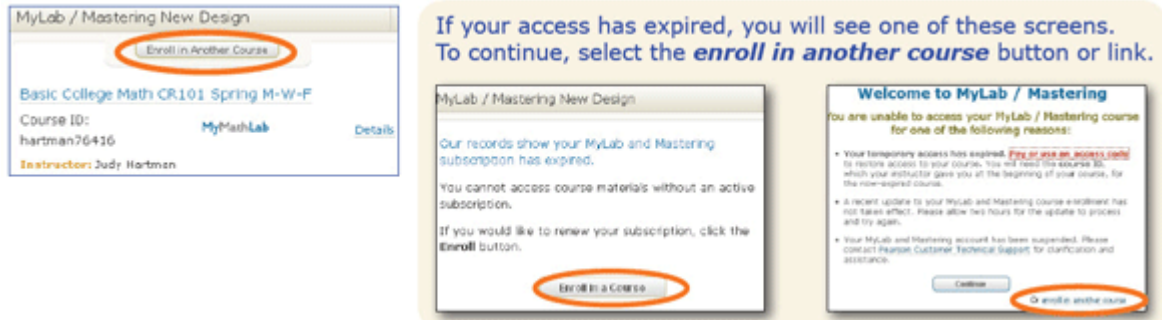 MyLab / Mastering New Design
Enroll in Another Course
Basic College Math CR101 Spring M-W-F
Course ID:
hartman76416
MyMathLab
Details
Instructor: Judy Hartman
If your access has expired, you will see one of these screens.
To continue, select the enroll in another course button or link.
MyLab / Mastering New Design
Our records show your MyLab and Mastering
subscription has expired.
You cannot access course materials without an active
subscription.
If you would like to renew your subscription, click the
Enroll button.
Enroll in a Course
Welcome to MyLab / Mastering
You are unable to access your MyLab / Mastering course
for one of the following reasons:
• Your temporary access has expired. Pay or use an access code
to restore access to your course. You will need the course ID,
which your instructor gave you at the beginning of your course, for
the now-expired course.
• A recent update to your MyLab and Mastering course enrollment has
not taken effect. Please allow two hours for the update to process
and try again.
• Your MyLab and Mastering account has been suspended. Please
contact Pearson Customer Technical Support for clarification and
assistance.
Continue
Or enroll in another course